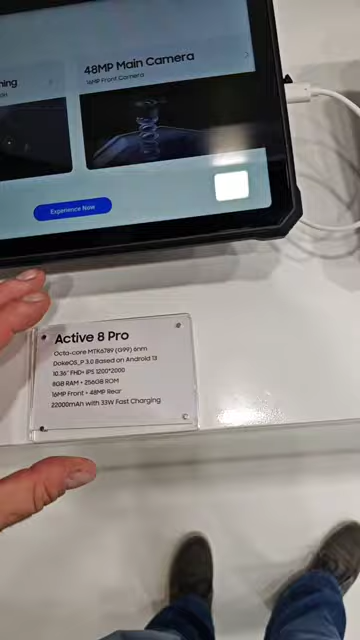 ning
on
48MP Main Camera
16MP Front Camera
Experience Now
Active 8 Pro
Octa-core MTK6789 (G99) 6nm
DokeOS_P 3.0 Based on Android 13
10.36" FHD+ IPS 1200*2000
8GB RAM + 256GB ROM
16MP Front + 48MP Rear
22000mAh with 33W Fast Charging